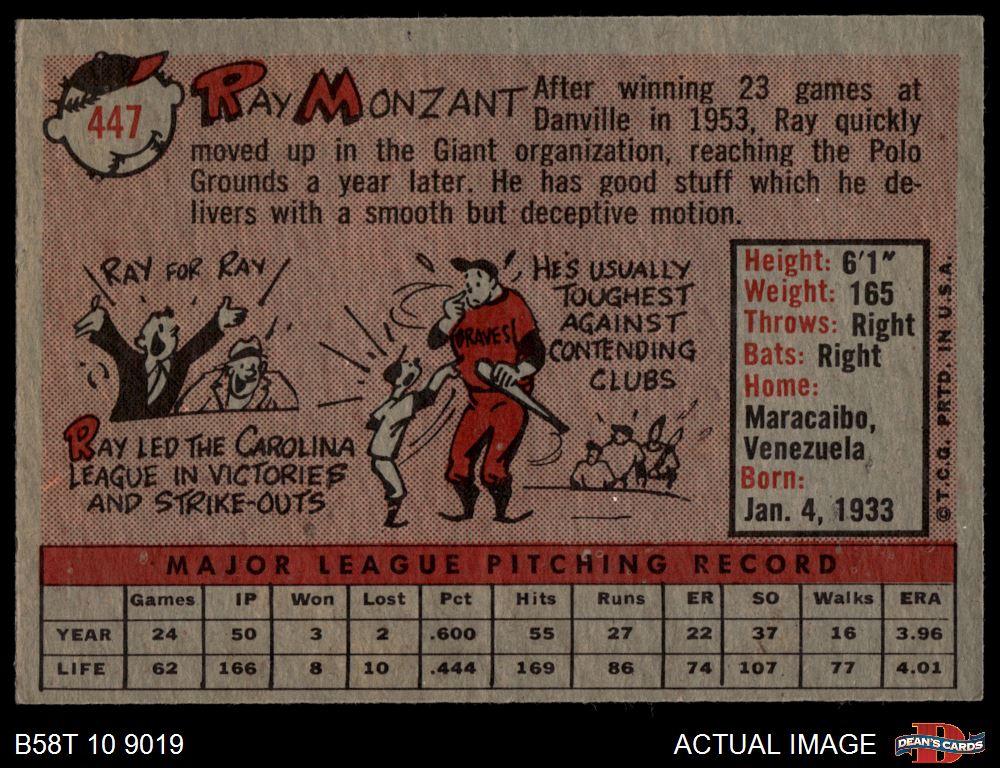 447
RAY MONZANT
After winning 23 games at
Danville in 1953, Ray quickly
moved up in the Giant organization, reaching the Polo
Grounds a year later. He has good stuff which he de-
livers with a smooth but deceptive motion.
RAY FOR RAY
RAY LED THE CAROLINA
LEAGUE IN VICTORIES
AND STRIKE-OUTS
BRAVES
HE'S USUALLY
TOUGHEST
AGAINST
CONTENDING
CLUBS
Height: 6'1"
Weight: 165
Throws: Right
Bats: Right
Home:
Maracaibo,
Venezuela
Born:
Jan. 4, 1933
© T.C.G. PRTD. IN U.S.A.
MAJOR LEAGUE PITCHING RECORD
Games IP Won Lost Pct Hits Runs ER SO Walks ERA
YEAR 24 50 3 2 .600 55 27 22 37 16 3.96
LIFE 62 166 8 10 .444 169 86 74 107 77 4.01
B58T 10 9019
ACTUAL IMAGE
D
DEAN'S CARDS